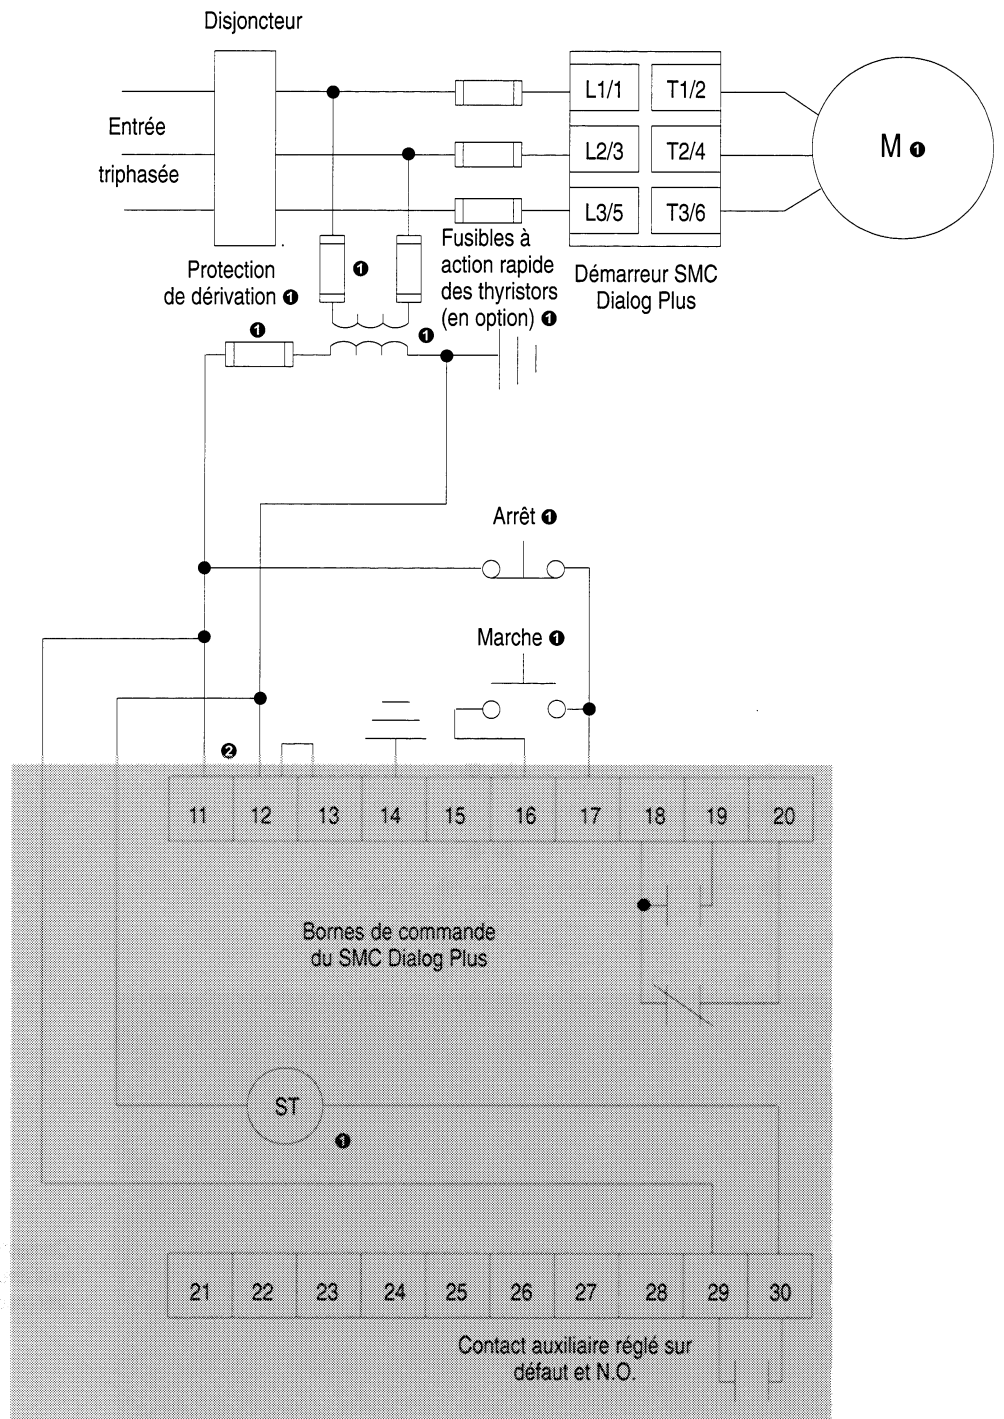 Disjoncteur
Entrée
triphasée
L1/1 T1/2
L2/3 T2/4
L3/5 T3/6
M ❶
Protection
de dérivation ❶
❶
Fusibles à
action rapide
des thyristors
(en option) ❶
Démarreur SMC
Dialog Plus
❶
❶
Arrêt ❶
Marche ❶
❷
11 12 13 14 15 16 17 18 19 20
Bornes de commande
du SMC Dialog Plus
ST
❶
21 22 23 24 25 26 27 28 29 30
Contact auxiliaire réglé sur
défaut et N.O.